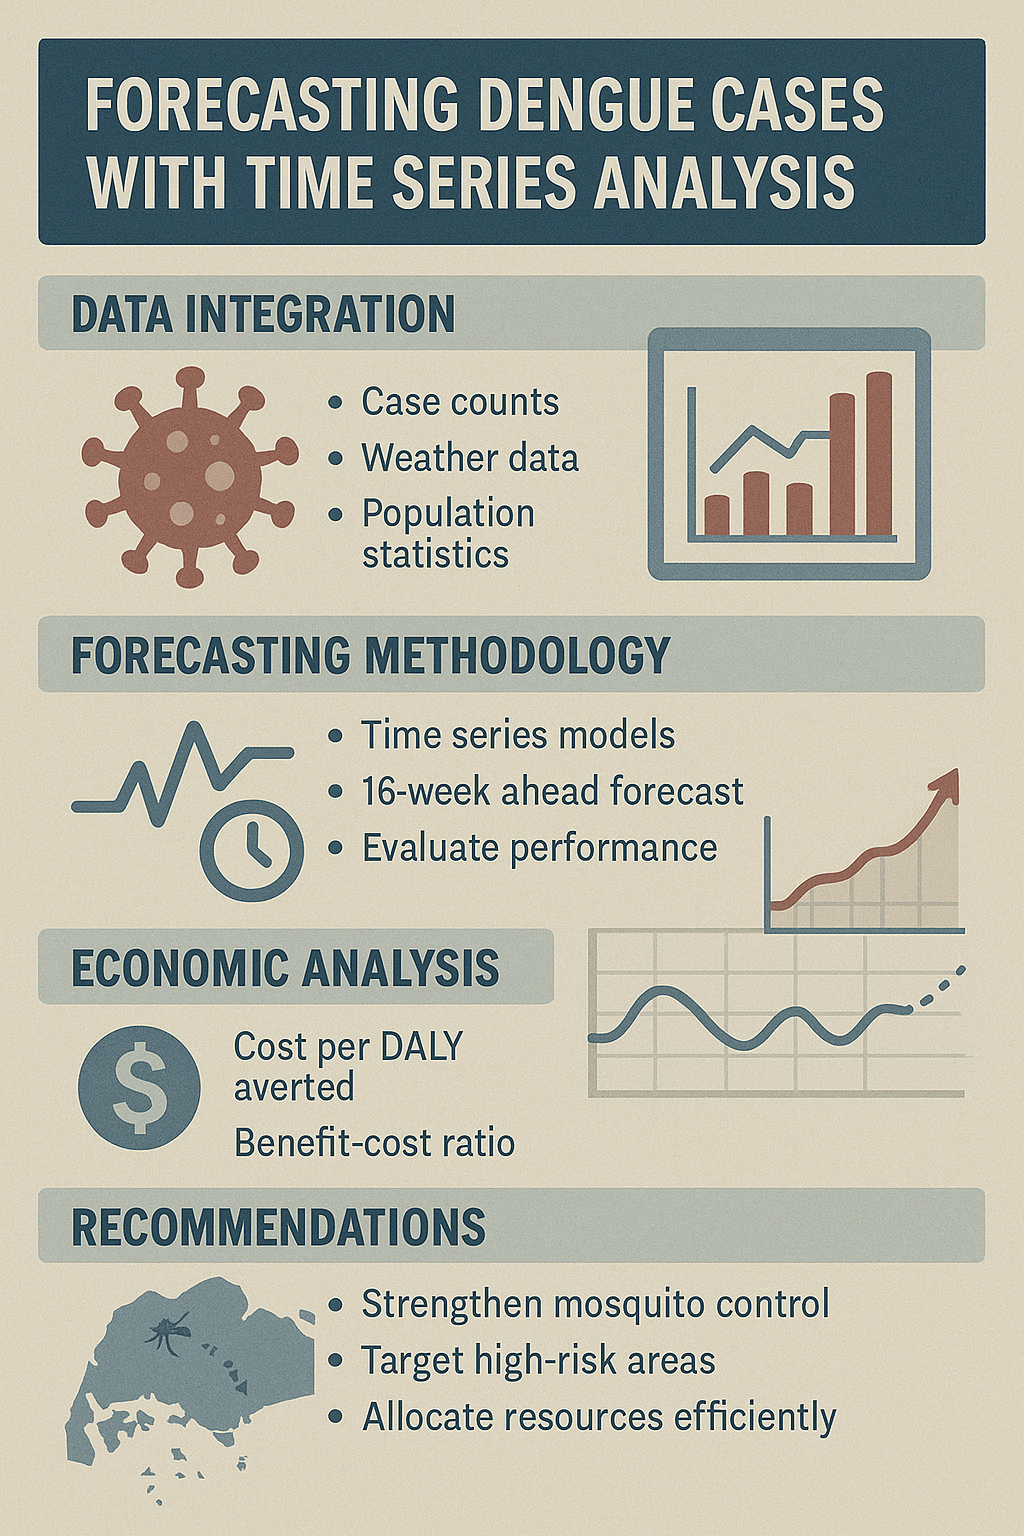 FORECASTING DENGUE CASES
WITH TIME SERIES ANALYSIS
DATA INTEGRATION
• Case counts
• Weather data
• Population
statistics
FORECASTING METHODOLOGY
• Time series models
• 16-week ahead forecast
• Evaluate performance
ECONOMIC ANALYSIS
$
Cost per DALY
averted
Benefit-cost ratio
RECOMMENDATIONS
• Strengthen mosquito control
• Target high-risk areas
• Allocate resources efficiently